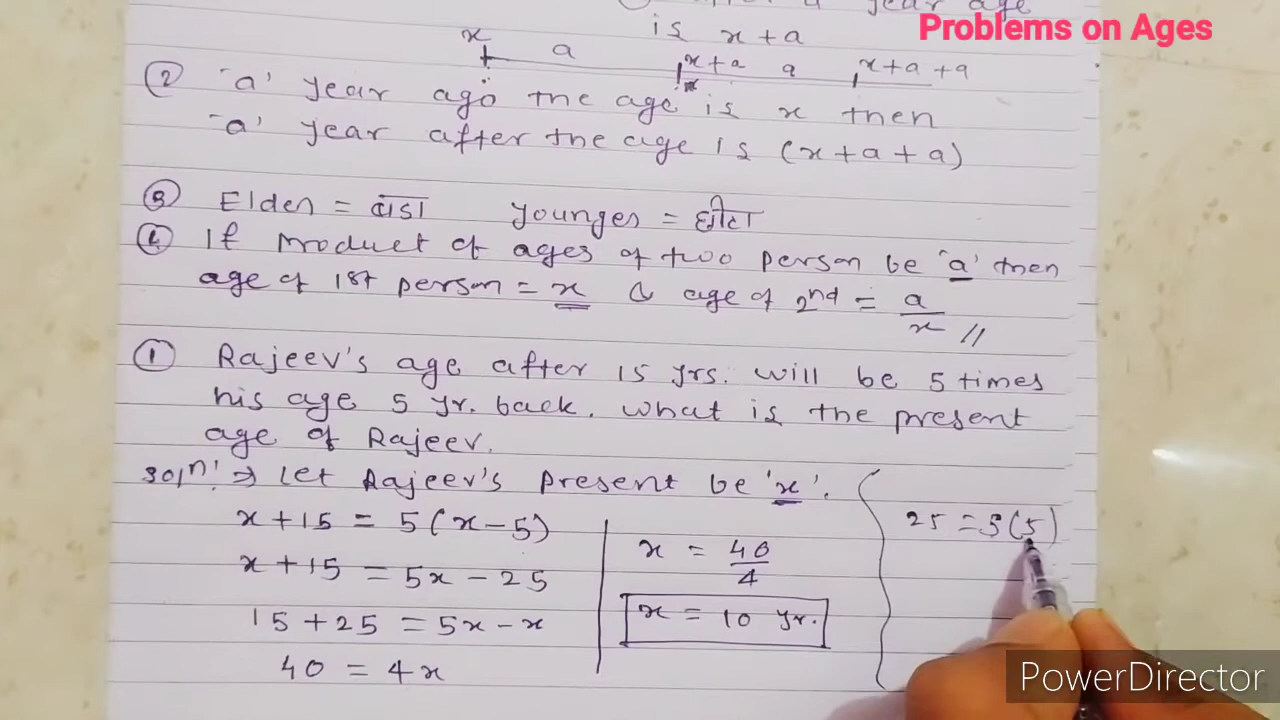 a year age
Problems on Ages
is x + a
x a x+a a x+a +a
② 'a' year ago the age is x then
'a' year after the age is (x+a+a)
③ Elder = बडा younger = छोटा
④ If product of ages of two person be 'a' then
age of 1st person = x & age of 2nd = a/x //
① Rajeev's age after 15 yrs. will be 5 times
his age 5 yr. back. What is the present
age of Rajeev.
Soln! ⇒ Let Rajeev's present be 'x'.
x + 15 = 5(x - 5)
x + 15 = 5x - 25
15 + 25 = 5x - x
40 = 4x
x = 40/4
x = 10 yr.
25 = 5(5)
PowerDirector